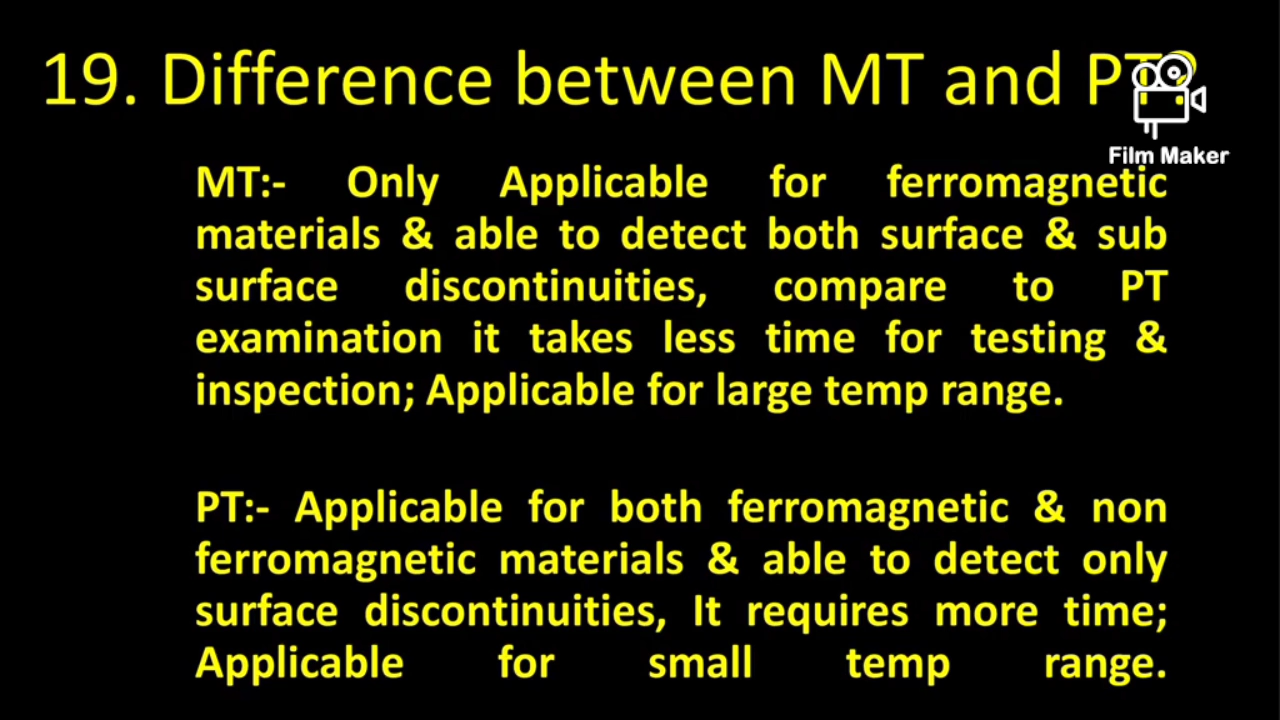 19. Difference between MT and PT?
Film Maker
MT:- Only Applicable for ferromagnetic
materials & able to detect both surface & sub
surface discontinuities, compare to PT
examination it takes less time for testing &
inspection; Applicable for large temp range.
PT:- Applicable for both ferromagnetic & non
ferromagnetic materials & able to detect only
surface discontinuities, It requires more time;
Applicable for small temp range.